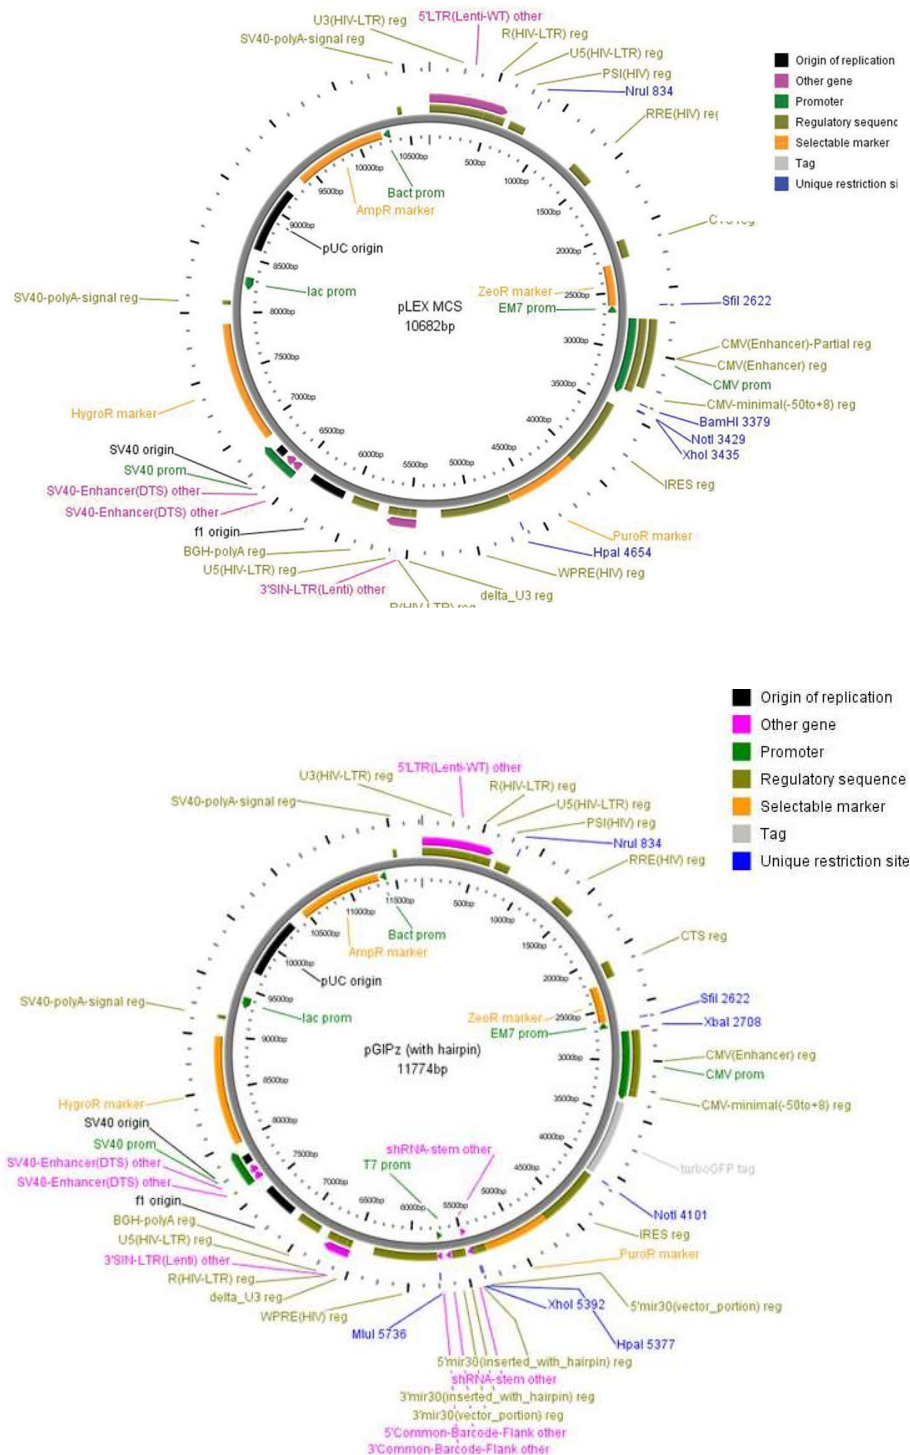 U3(HIV-LTR) reg
5'LTR(Lenti-WT) other
R(HIV-LTR) reg
SV40-polyA-signal reg
U5(HIV-LTR) reg
PSI(HIV) reg
NruI 834
RRE(HIV) reg
Origin of replication
Other gene
Promoter
Regulatory sequenc
Selectable marker
Tag
Unique restriction si
10500bp
500bp
1000bp
1500bp
2000bp
2500bp
3000bp
3500bp
4000bp
4500bp
5000bp
5500bp
6000bp
6500bp
7000bp
7500bp
8000bp
8500bp
9000bp
9500bp
10000bp
Bact prom
AmpR marker
pUC origin
lac prom
ZeoR marker
EM7 prom
pLEX MCS
10682bp
SV40-polyA-signal reg
SfiI 2622
CMV(Enhancer)-Partial reg
CMV(Enhancer) reg
CMV prom
CMV-minimal(-50to+8) reg
BamHI 3379
NotI 3429
XhoI 3435
IRES reg
PuroR marker
HpaI 4654
WPRE(HIV) reg
delta_U3 reg
R(HIV-LTR) reg
3'SIN-LTR(Lenti) other
U5(HIV-LTR) reg
BGH-polyA reg
f1 origin
SV40-Enhancer(DTS) other
SV40-Enhancer(DTS) other
SV40 prom
SV40 origin
HygroR marker
Origin of replication
Other gene
Promoter
Regulatory sequence
Selectable marker
Tag
Unique restriction site
U3(HIV-LTR) reg
5'LTR(Lenti-WT) other
R(HIV-LTR) reg
SV40-polyA-signal reg
U5(HIV-LTR) reg
PSI(HIV) reg
NruI 834
RRE(HIV) reg
CTS reg
SfiI 2622
XbaI 2708
CMV(Enhancer) reg
CMV prom
CMV-minimal(-50to+8) reg
turboGFP tag
NotI 4101
IRES reg
PuroR marker
5'mir30(vector_portion) reg
XhoI 5392
HpaI 5377
11500bp
500bp
1000bp
1500bp
2000bp
2500bp
3000bp
3500bp
4000bp
4500bp
5000bp
5500bp
6000bp
6500bp
7000bp
7500bp
8000bp
8500bp
9000bp
9500bp
10000bp
10500bp
11000bp
Bact prom
AmpR marker
pUC origin
lac prom
ZeoR marker
EM7 prom
pGIPz (with hairpin)
11774bp
shRNA-stem other
T7 prom
SV40-polyA-signal reg
HygroR marker
SV40 origin
SV40 prom
SV40-Enhancer(DTS) other
SV40-Enhancer(DTS) other
f1 origin
BGH-polyA reg
U5(HIV-LTR) reg
3'SIN-LTR(Lenti) other
R(HIV-LTR) reg
delta_U3 reg
WPRE(HIV) reg
MluI 5736
5'mir30(inserted_with_hairpin) reg
shRNA-stem other
3'mir30(inserted_with_hairpin) reg
3'mir30(vector_portion) reg
5'Common-Barcode-Flank other
3'Common-Barcode-Flank other